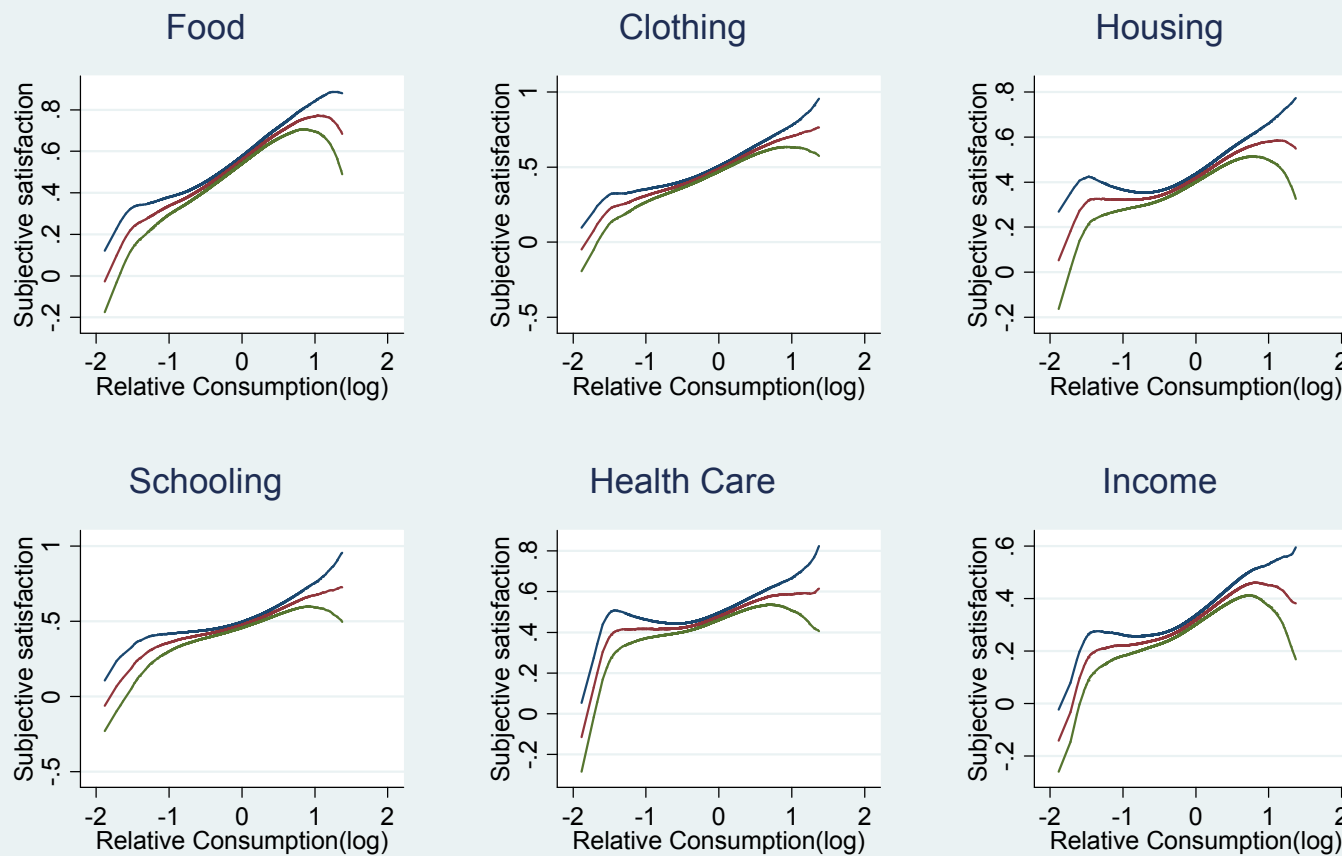 Food
Clothing
Housing
Subjective satisfaction
-.2 0 .2 .4 .6 .8
-2 -1 0 1 2
Relative Consumption(log)
Subjective satisfaction
-.5 0 .5 1
-2 -1 0 1 2
Relative Consumption(log)
Subjective satisfaction
-.2 0 .2 .4 .6 .8
-2 -1 0 1 2
Relative Consumption(log)
Schooling
Health Care
Income
Subjective satisfaction
-.5 0 .5 1
-2 -1 0 1 2
Relative Consumption(log)
Subjective satisfaction
-.2 0 .2 .4 .6 .8
-2 -1 0 1 2
Relative Consumption(log)
Subjective satisfaction
-.2 0 .2 .4 .6
-2 -1 0 1 2
Relative Consumption(log)